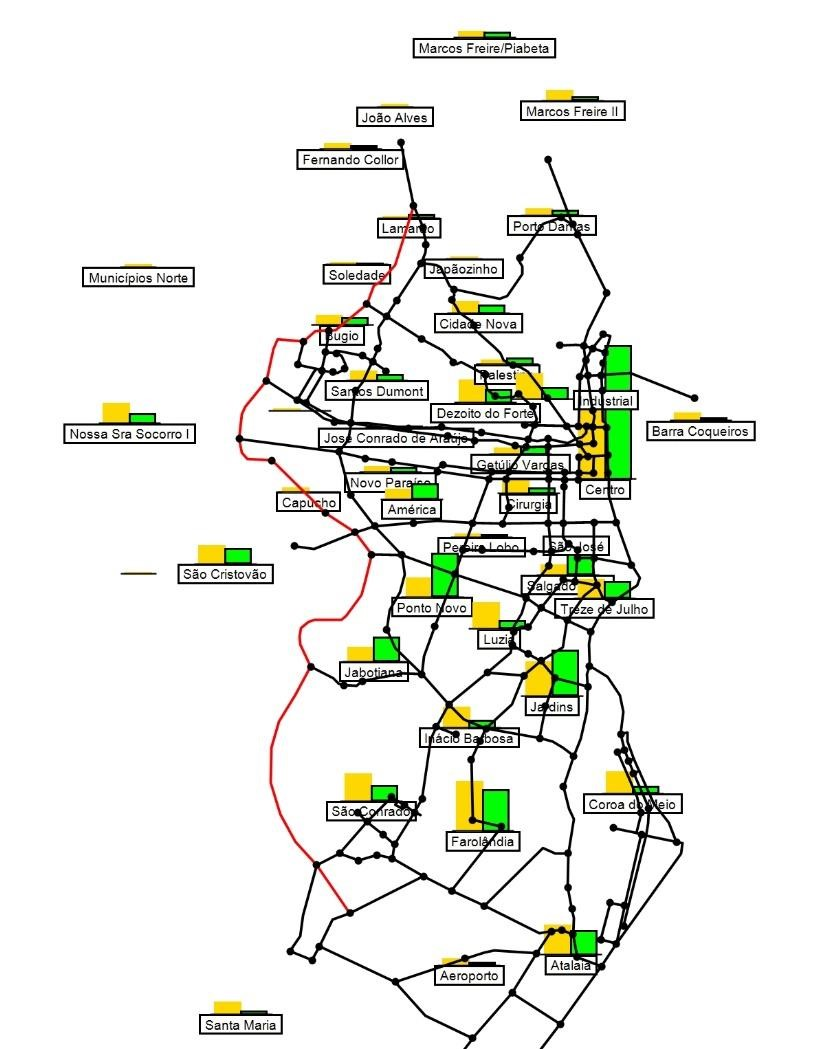 Marcos Freire/Piabeta
Marcos Freire II
João Alves
Fernando Collor
Lamarão
Porto Dantas
Soledade
Japãozinho
Municípios Norte
Bugio
Cidade Nova
Santos Dumont
Palest
Industrial
Dezoito do Forte
Nossa Sra Socorro I
José Conrado de Araújo
Barra Coqueiros
Getúlio Vargas
Novo Paraíso
Centro
Capucho
América
Cirurgia
Pereira Lobo
São José
São Cristovão
Salgado
Ponto Novo
Treze de Julho
Luzia
Jabotiana
Jardins
Inácio Barbosa
São Conrado
Coroa do Meio
Farolândia
Atalaia
Aeroporto
Santa Maria